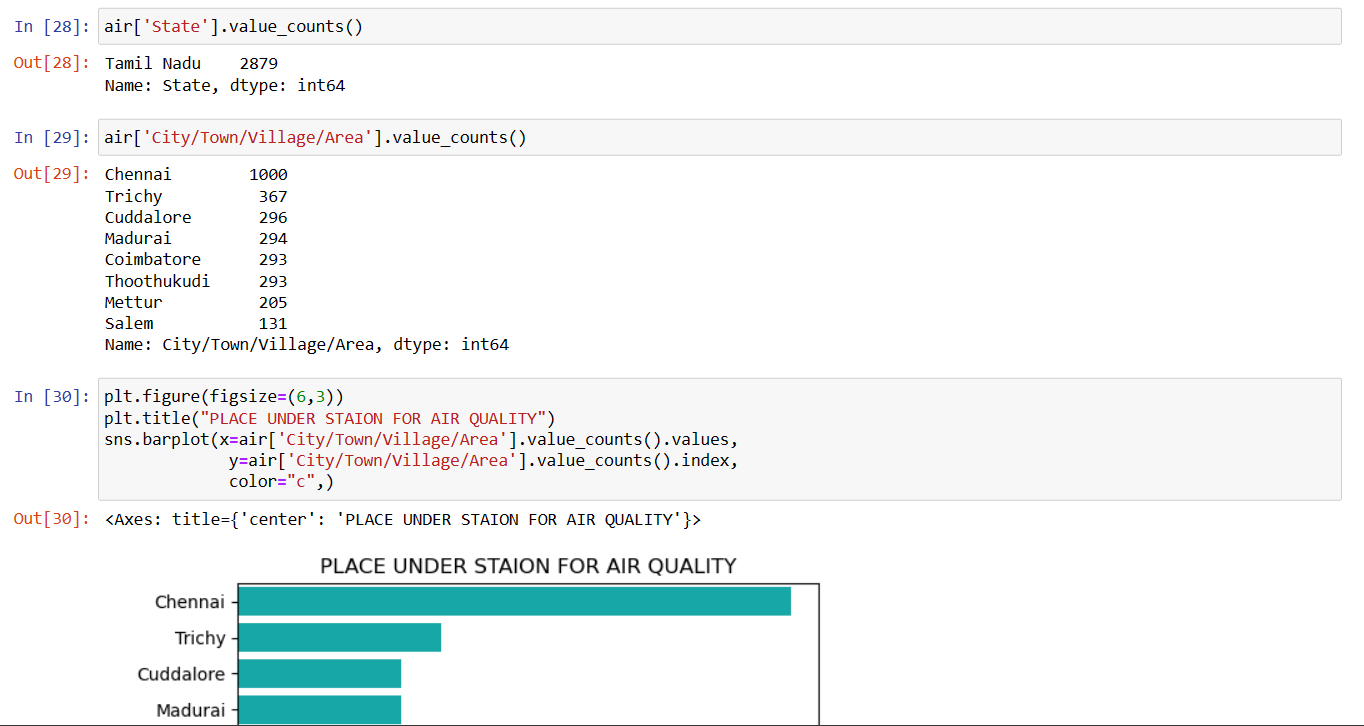 In [28]: air['State'].value_counts()
Out[28]: Tamil Nadu    2879
Name: State, dtype: int64
In [29]: air['City/Town/Village/Area'].value_counts()
Out[29]: Chennai        1000
Trichy          367
Cuddalore       296
Madurai         294
Coimbatore      293
Thoothukudi     293
Mettur          205
Salem           131
Name: City/Town/Village/Area, dtype: int64
In [30]: plt.figure(figsize=(6,3))
plt.title("PLACE UNDER STAION FOR AIR QUALITY")
sns.barplot(x=air['City/Town/Village/Area'].value_counts().values,
y=air['City/Town/Village/Area'].value_counts().index,
color="c",)
Out[30]: <Axes: title={'center': 'PLACE UNDER STAION FOR AIR QUALITY'}>
PLACE UNDER STAION FOR AIR QUALITY
Chennai
Trichy
Cuddalore
Madurai